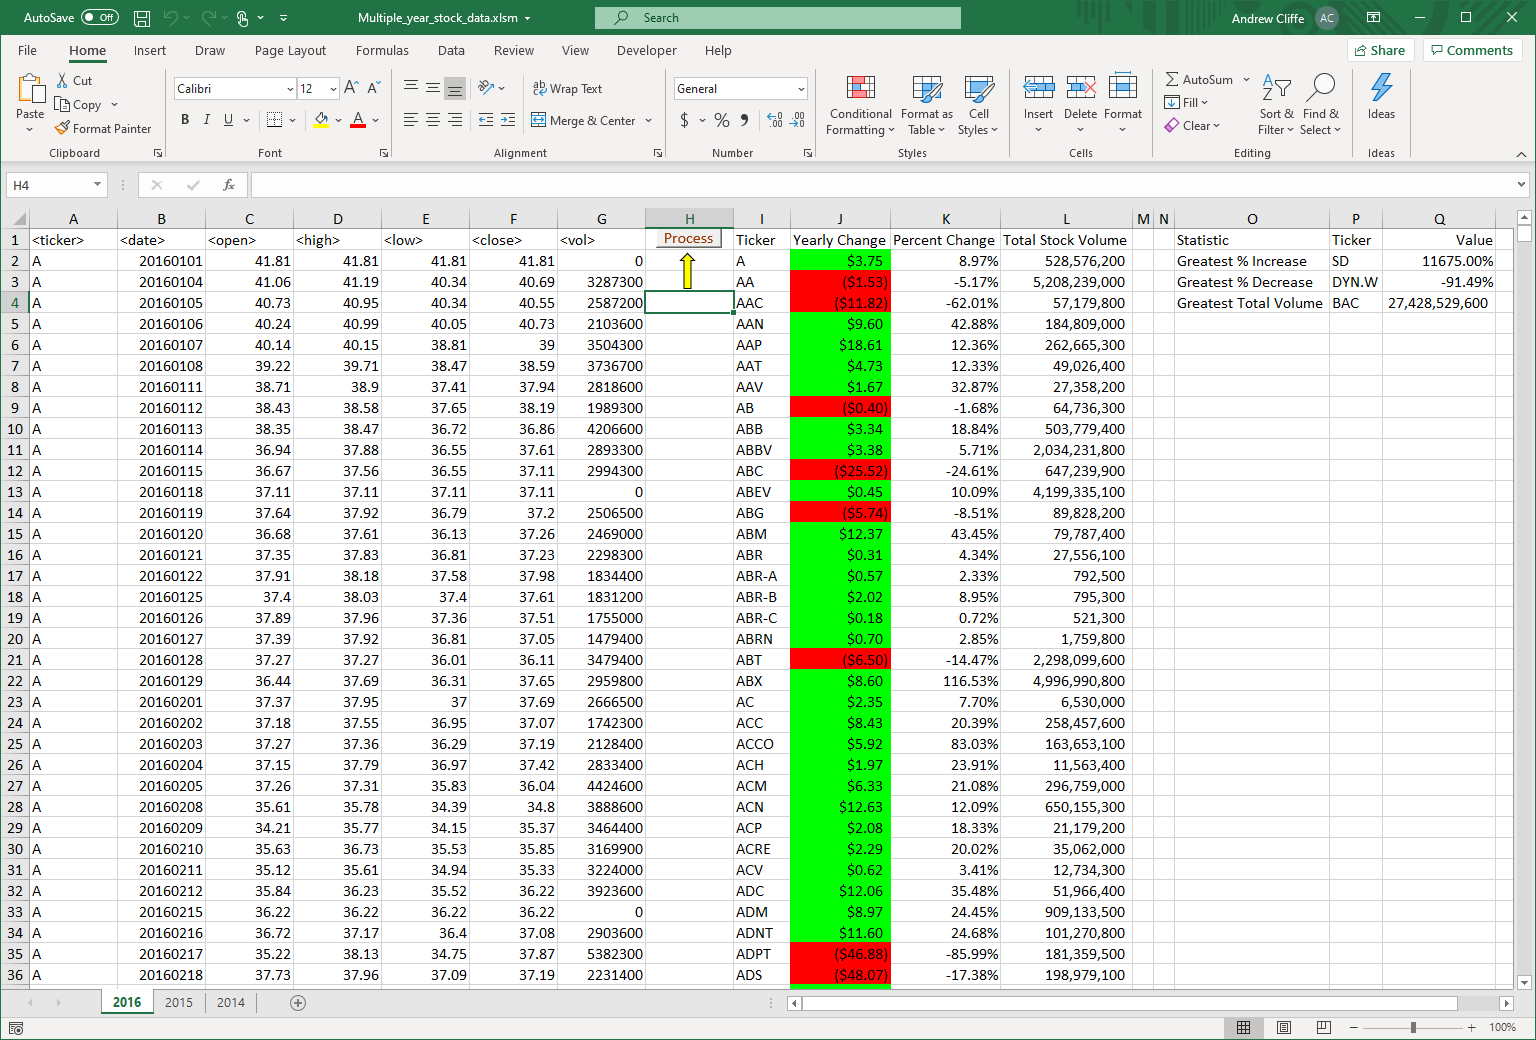 AutoSave Off Multiple_year_stock_data.xlsm Search Andrew Cliffe AC
File Home Insert Draw Page Layout Formulas Data Review View Developer Help Share Comments
Paste Cut Copy Format Painter
Calibri 12 A A B I U A
ab Wrap Text Merge & Center
General $ % 9
Conditional Formatting Format as Table Cell Styles
Insert Delete Format
AutoSum Fill Clear Sort & Filter Find & Select
Ideas
Clipboard Font Alignment Number Styles Cells Editing Ideas
H4 fx
A B C D E F G H I J K L M N O P Q
1 <ticker> <date> <open> <high> <low> <close> <vol> Process Ticker Yearly Change Percent Change Total Stock Volume Statistic Ticker Value
2 A 20160101 41.81 41.81 41.81 41.81 0 A $3.75 8.97% 528,576,200 Greatest % Increase SD 11675.00%
3 A 20160104 41.06 41.19 40.34 40.69 3287300 AA ($1.53) -5.17% 5,208,239,000 Greatest % Decrease DYN.W -91.49%
4 A 20160105 40.73 40.95 40.34 40.55 2587200 AAC ($11.82) -62.01% 57,179,800 Greatest Total Volume BAC 27,428,529,600
5 A 20160106 40.24 40.99 40.05 40.73 2103600 AAN $9.60 42.88% 184,809,000
6 A 20160107 40.14 40.15 38.81 39 3504300 AAP $18.61 12.36% 262,665,300
7 A 20160108 39.22 39.71 38.47 38.59 3736700 AAT $4.73 12.33% 49,026,400
8 A 20160111 38.71 38.9 37.41 37.94 2818600 AAV $1.67 32.87% 27,358,200
9 A 20160112 38.43 38.58 37.65 38.19 1989300 AB ($0.40) -1.68% 64,736,300
10 A 20160113 38.35 38.47 36.72 36.86 4206600 ABB $3.34 18.84% 503,779,400
11 A 20160114 36.94 37.88 36.55 37.61 2893300 ABBV $3.38 5.71% 2,034,231,800
12 A 20160115 36.67 37.56 36.55 37.11 2994300 ABC ($25.52) -24.61% 647,239,900
13 A 20160118 37.11 37.11 37.11 37.11 0 ABEV $0.45 10.09% 4,199,335,100
14 A 20160119 37.64 37.92 36.79 37.2 2506500 ABG ($5.74) -8.51% 89,828,200
15 A 20160120 36.68 37.61 36.13 37.26 2469000 ABM $12.37 43.45% 79,787,400
16 A 20160121 37.35 37.83 36.81 37.23 2298300 ABR $0.31 4.34% 27,556,100
17 A 20160122 37.91 38.18 37.58 37.98 1834400 ABR-A $0.57 2.33% 792,500
18 A 20160125 37.4 38.03 37.4 37.61 1831200 ABR-B $2.02 8.95% 795,300
19 A 20160126 37.89 37.96 37.36 37.51 1755000 ABR-C $0.18 0.72% 521,300
20 A 20160127 37.39 37.92 36.81 37.05 1479400 ABRN $0.70 2.85% 1,759,800
21 A 20160128 37.27 37.27 36.01 36.11 3479400 ABT ($6.50) -14.47% 2,298,099,600
22 A 20160129 36.44 37.69 36.31 37.65 2959800 ABX $8.60 116.53% 4,996,990,800
23 A 20160201 37.37 37.95 37 37.69 2666500 AC $2.35 7.70% 6,530,000
24 A 20160202 37.18 37.55 36.95 37.07 1742300 ACC $8.43 20.39% 258,457,600
25 A 20160203 37.27 37.36 36.29 37.19 2128400 ACCO $5.92 83.03% 163,653,100
26 A 20160204 37.15 37.79 36.97 37.42 2833400 ACH $1.97 23.91% 11,563,400
27 A 20160205 37.26 37.31 35.83 36.04 4424600 ACM $6.33 21.08% 296,759,000
28 A 20160208 35.61 35.78 34.39 34.8 3888600 ACN $12.63 12.09% 650,155,300
29 A 20160209 34.21 35.77 34.15 35.37 3464400 ACP $2.08 18.33% 21,179,200
30 A 20160210 35.63 36.73 35.53 35.85 3169900 ACRE $2.29 20.02% 35,062,000
31 A 20160211 35.12 35.61 34.94 35.33 3224000 ACV $0.62 3.41% 12,734,300
32 A 20160212 35.84 36.23 35.52 36.22 3923600 ADC $12.06 35.48% 51,966,400
33 A 20160215 36.22 36.22 36.22 36.22 0 ADM $8.97 24.45% 909,133,500
34 A 20160216 36.72 37.17 36.4 37.08 2903600 ADNT $11.60 24.68% 101,270,800
35 A 20160217 35.22 38.13 34.75 37.87 5382300 ADPT ($46.88) -85.99% 181,359,500
36 A 20160218 37.73 37.96 37.09 37.19 2231400 ADS ($48.07) -17.38% 198,979,100
2016 2015 2014
100%